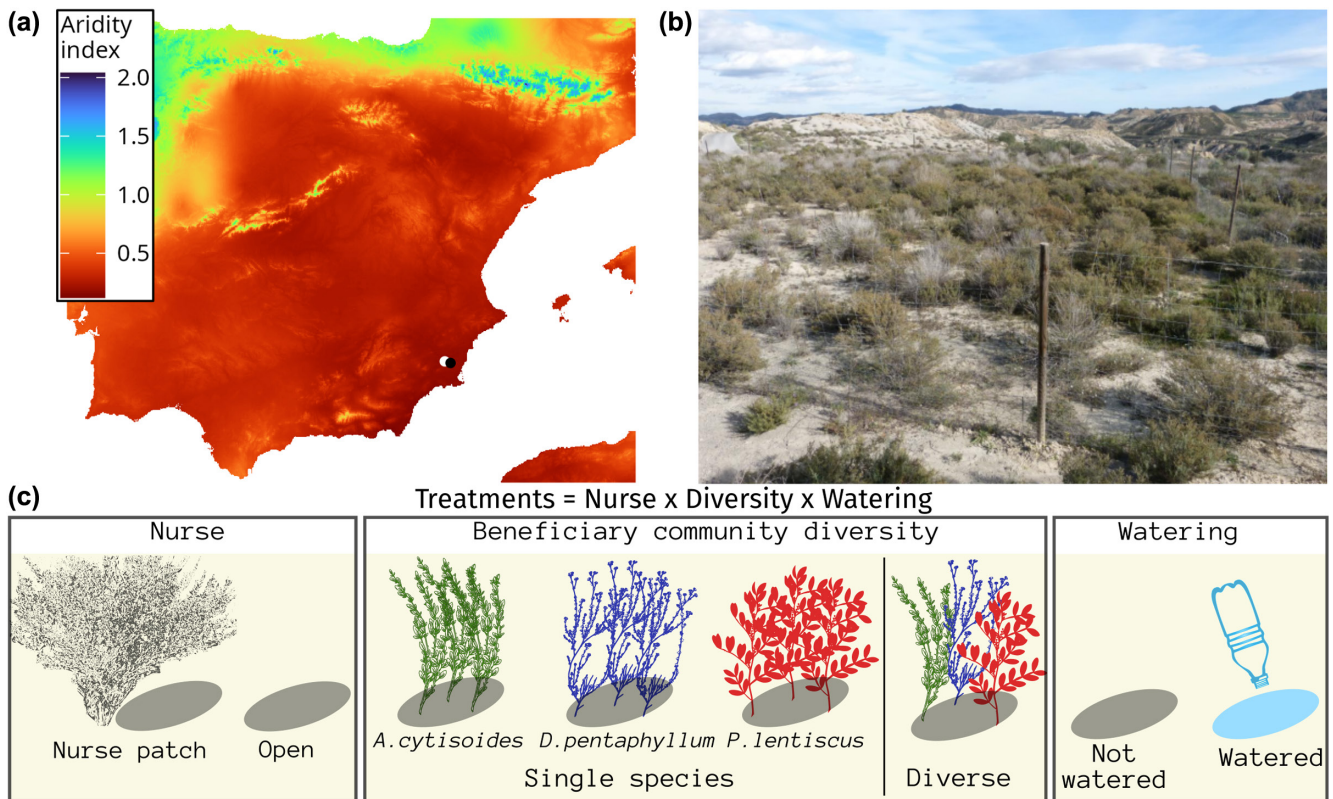 (a)
Aridity
index
2.0
1.5
1.0
0.5
(b)
(c)
Treatments = Nurse x Diversity x Watering
Nurse
Nurse patch
Open
Beneficiary community diversity
A.cytisoides
D.pentaphyllum
P.lentiscus
Single species
Diverse
Watering
Not
watered
Watered